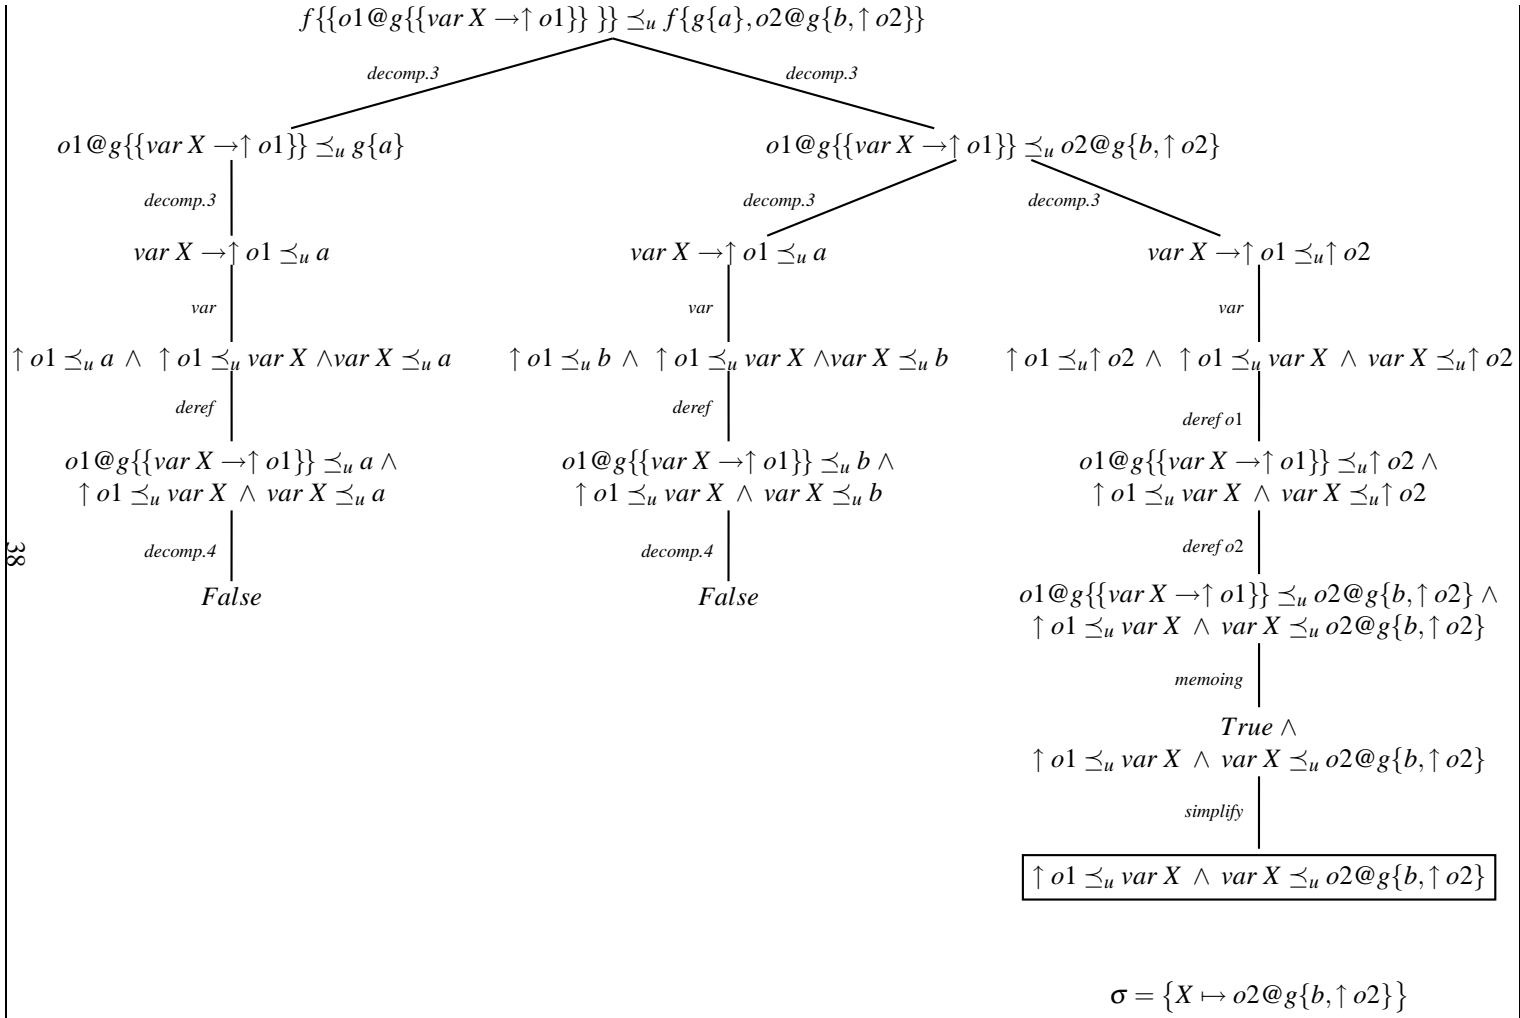 f{{o1@g{{var X →↑ o1}} }} ⪯u f{g{a}, o2@g{b, ↑ o2}}
decomp.3 decomp.3
o1@g{{var X →↑ o1}} ⪯u g{a} o1@g{{var X →↑ o1}} ⪯u o2@g{b, ↑ o2}
decomp.3 decomp.3 decomp.3
var X →↑ o1 ⪯u a var X →↑ o1 ⪯u a var X →↑ o1 ⪯u↑ o2
var var var
↑ o1 ⪯u a ∧ ↑ o1 ⪯u var X ∧var X ⪯u a ↑ o1 ⪯u b ∧ ↑ o1 ⪯u var X ∧var X ⪯u b ↑ o1 ⪯u↑ o2 ∧ ↑ o1 ⪯u var X ∧ var X ⪯u↑ o2
deref deref deref o1
o1@g{{var X →↑ o1}} ⪯u a ∧ o1@g{{var X →↑ o1}} ⪯u b ∧ o1@g{{var X →↑ o1}} ⪯u↑ o2 ∧
↑ o1 ⪯u var X ∧ var X ⪯u a ↑ o1 ⪯u var X ∧ var X ⪯u b ↑ o1 ⪯u var X ∧ var X ⪯u↑ o2
38 decomp.4 decomp.4 deref o2
False False o1@g{{var X →↑ o1}} ⪯u o2@g{b, ↑ o2} ∧
↑ o1 ⪯u var X ∧ var X ⪯u o2@g{b, ↑ o2}
memoing
True ∧
↑ o1 ⪯u var X ∧ var X ⪯u o2@g{b, ↑ o2}
simplify
↑ o1 ⪯u var X ∧ var X ⪯u o2@g{b, ↑ o2}
σ = {X ↦ o2@g{b, ↑ o2}}